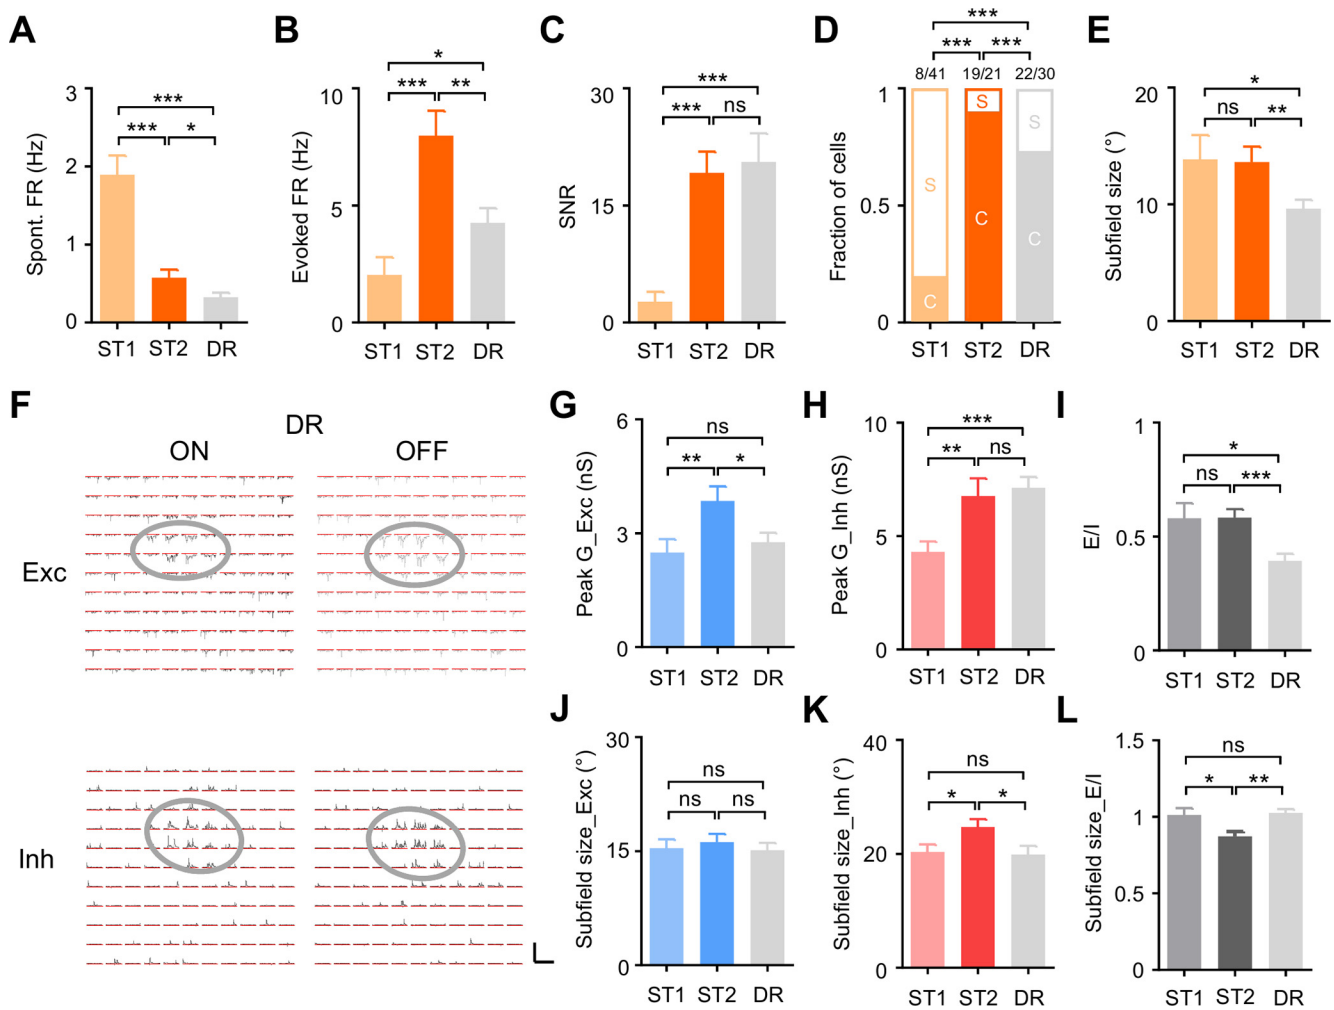 A
Spont. FR (Hz)
3
2
1
0
***
***
*
ST1
ST2
DR
B
Evoked FR (Hz)
10
5
0
*
***
**
ST1
ST2
DR
C
SNR
30
15
0
***
***
ns
ST1
ST2
DR
D
Fraction of cells
1
0.5
0
***
***
***
8/41
19/21
22/30
S
S
S
C
C
C
ST1
ST2
DR
E
Subfield size (°)
20
10
0
*
ns
**
ST1
ST2
DR
F
DR
ON
OFF
Exc
Inh
G
Peak G_Exc (nS)
6
3
0
ns
**
*
ST1
ST2
DR
H
Peak G_Inh (nS)
10
5
0
***
**
ns
ST1
ST2
DR
I
E/I
1
0.5
0
*
ns
***
ST1
ST2
DR
J
Subfield size_Exc (°)
30
15
0
ns
ns
ns
ST1
ST2
DR
K
Subfield size_Inh (°)
40
20
0
ns
*
*
ST1
ST2
DR
L
Subfield size_E/I
1.5
1
0.5
0
ns
*
**
ST1
ST2
DR